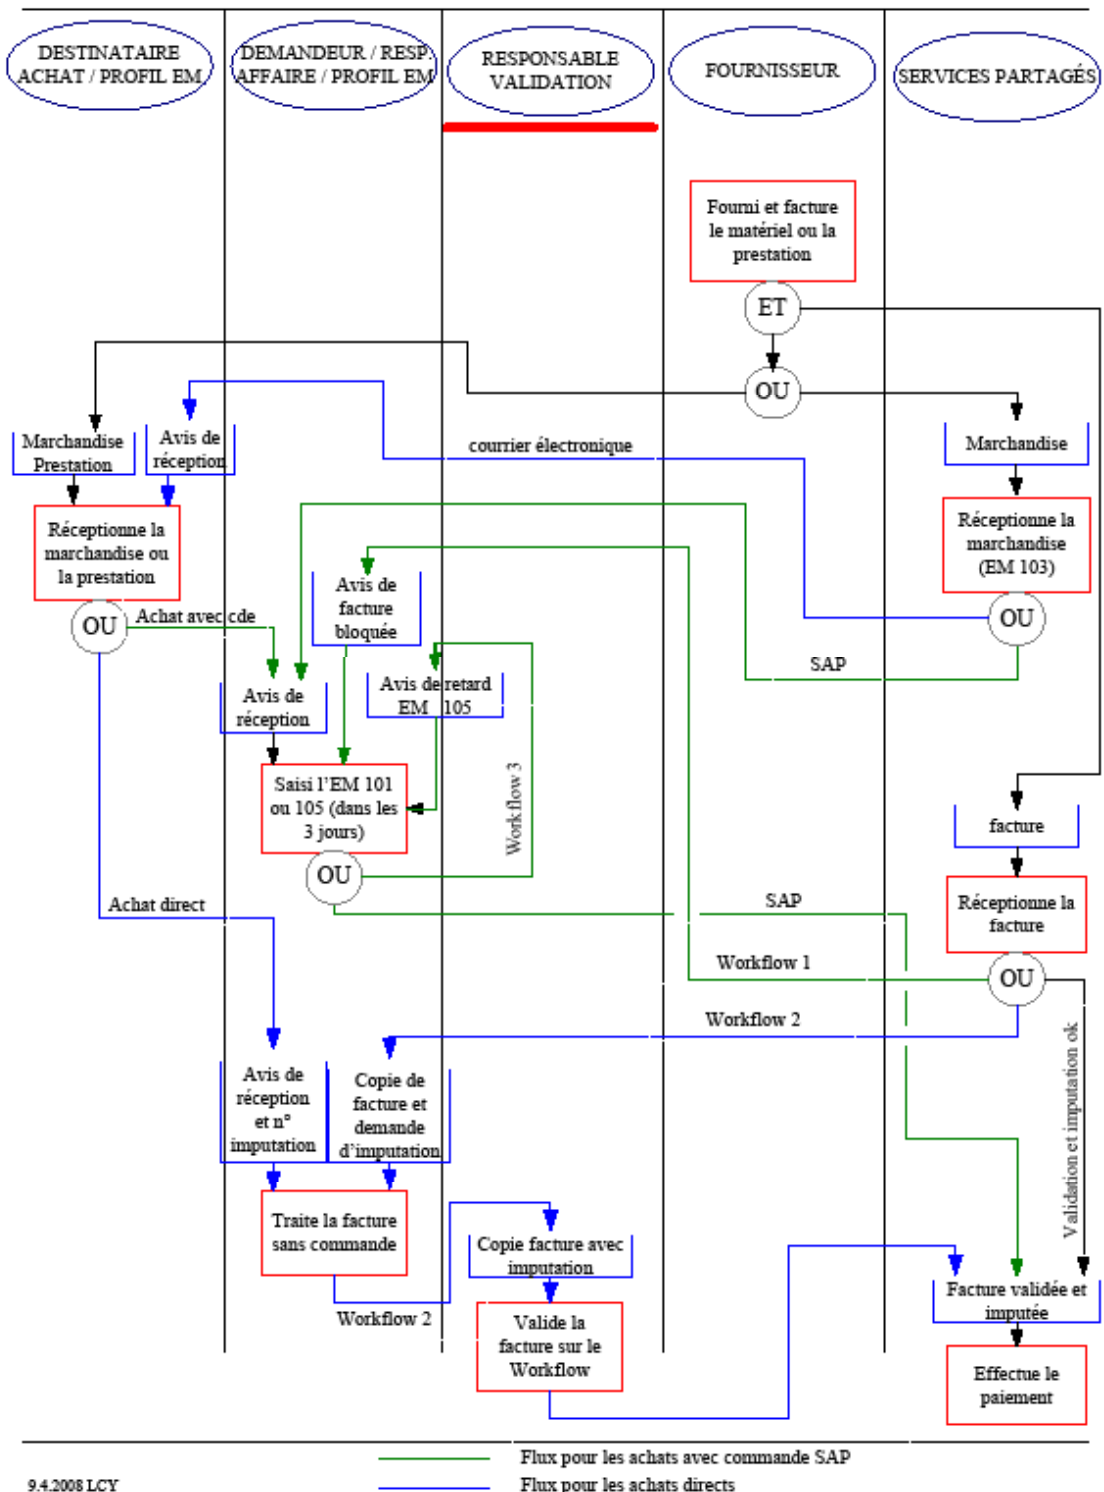 DESTINATAIRE
ACHAT / PROFIL EM
DEMANDEUR / RESP.
AFFAIRE / PROFIL EM
RESPONSABLE
VALIDATION
FOURNISSEUR
SERVICES PARTAGÉS
Fourni et facture
le matériel ou la
prestation
ET
OU
Marchandise
Prestation
Avis de
réception
courrier électronique
Marchandise
Réceptionne la
marchandise ou
la prestation
Réceptionne la
marchandise
(EM 103)
Avis de
facture
bloquée
OU
Achat avec cde
OU
SAP
Avis de
réception
Avis de retard
EM 105
Saisi l'EM 101
ou 105 (dans les
3 jours)
Workflow 3
facture
OU
Achat direct
SAP
Réceptionne la
facture
Workflow 1
OU
Workflow 2
Validation et imputation ok
Avis de
réception
et n°
imputation
Copie de
facture et
demande
d'imputation
Traite la facture
sans commande
Copie facture avec
imputation
Workflow 2
Facture validée et
imputée
Valide la
facture sur le
Workflow
Effectue le
paiement
Flux pour les achats avec commande SAP
9.4.2008 LCY
Flux pour les achats directs